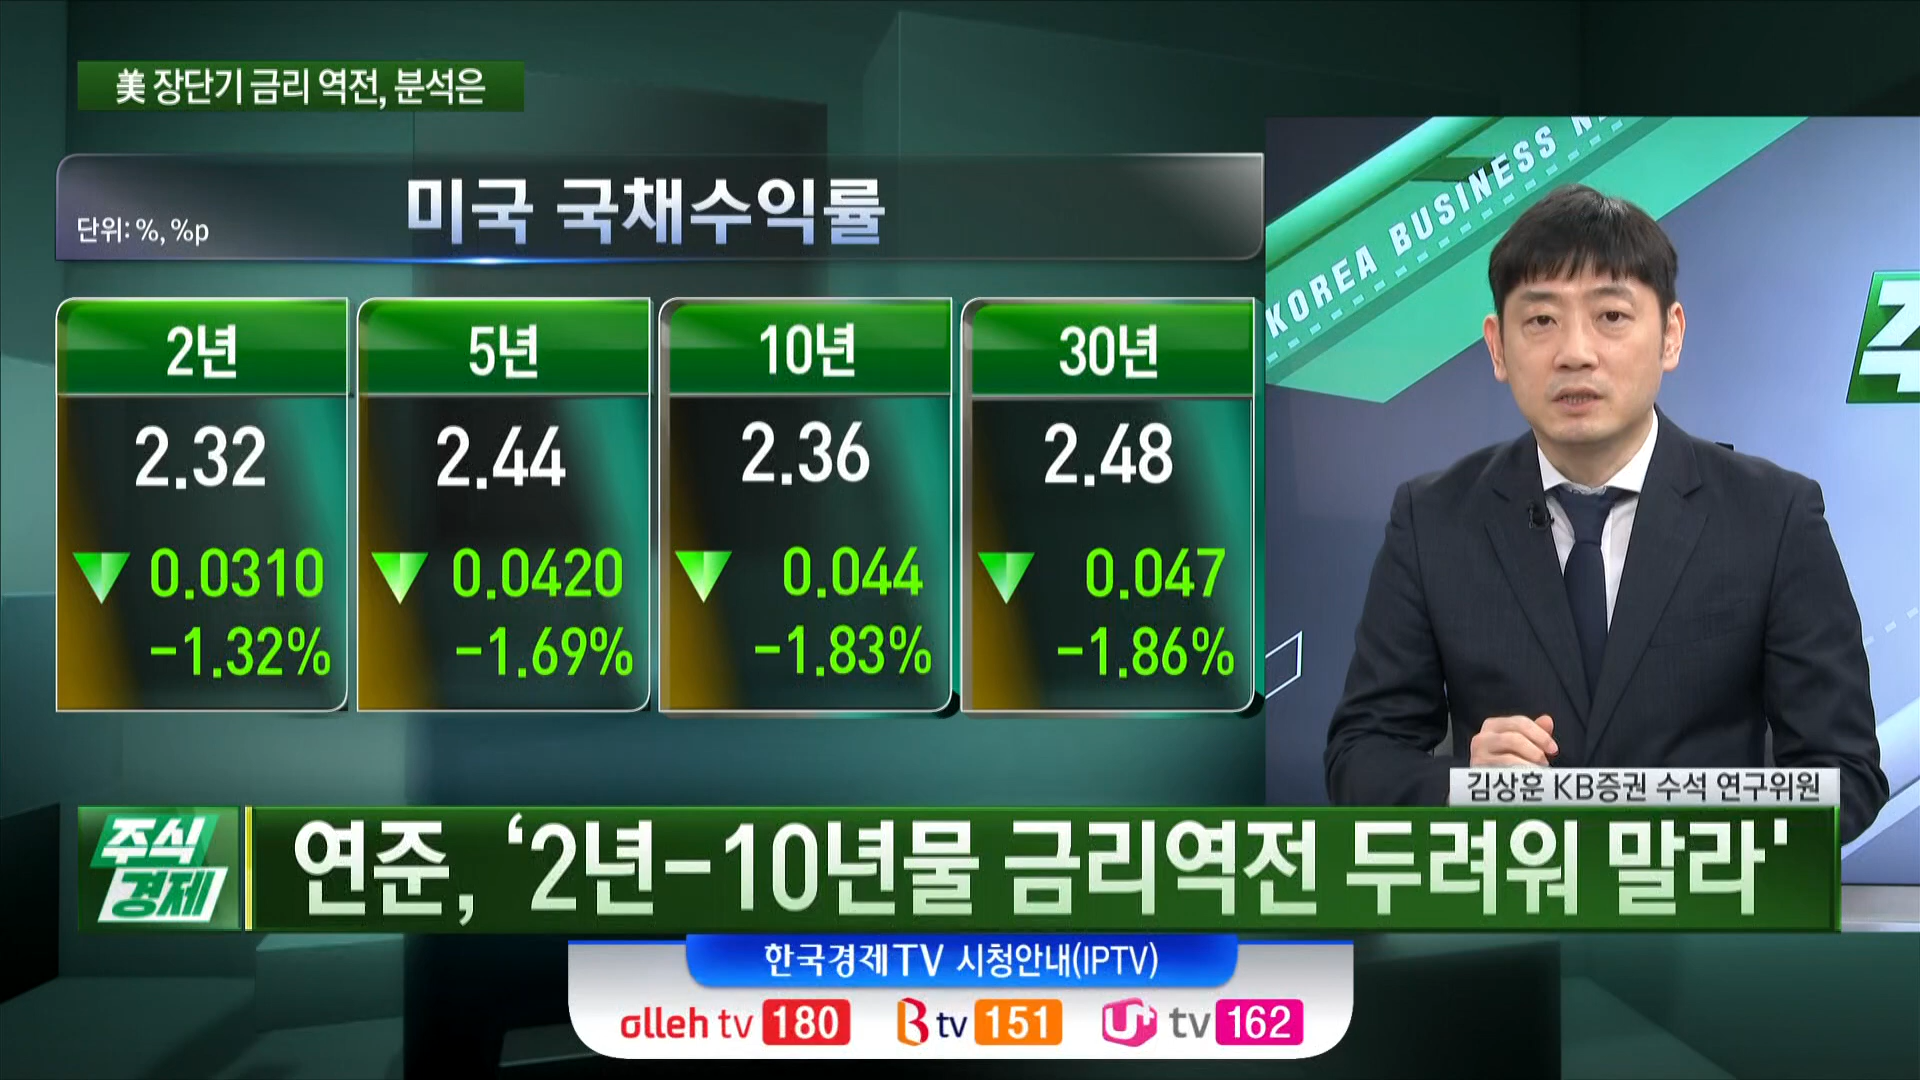 美 장단기 금리 역전, 분석은
미국 국채수익률
단위: %, %p
2년 5년 10년 30년
2.32 2.44 2.36 2.48
▼ 0.0310 ▼ 0.0420 ▼ 0.044 ▼ 0.047
-1.32% -1.69% -1.83% -1.86%
KOREA BUSINESS
김상훈 KB증권 수석 연구위원
주식
경제
연준, ‘2년-10년물 금리역전 두려워 말라'
한국경제TV 시청안내(IPTV)
olleh tv 180 B tv 151 U+ tv 162